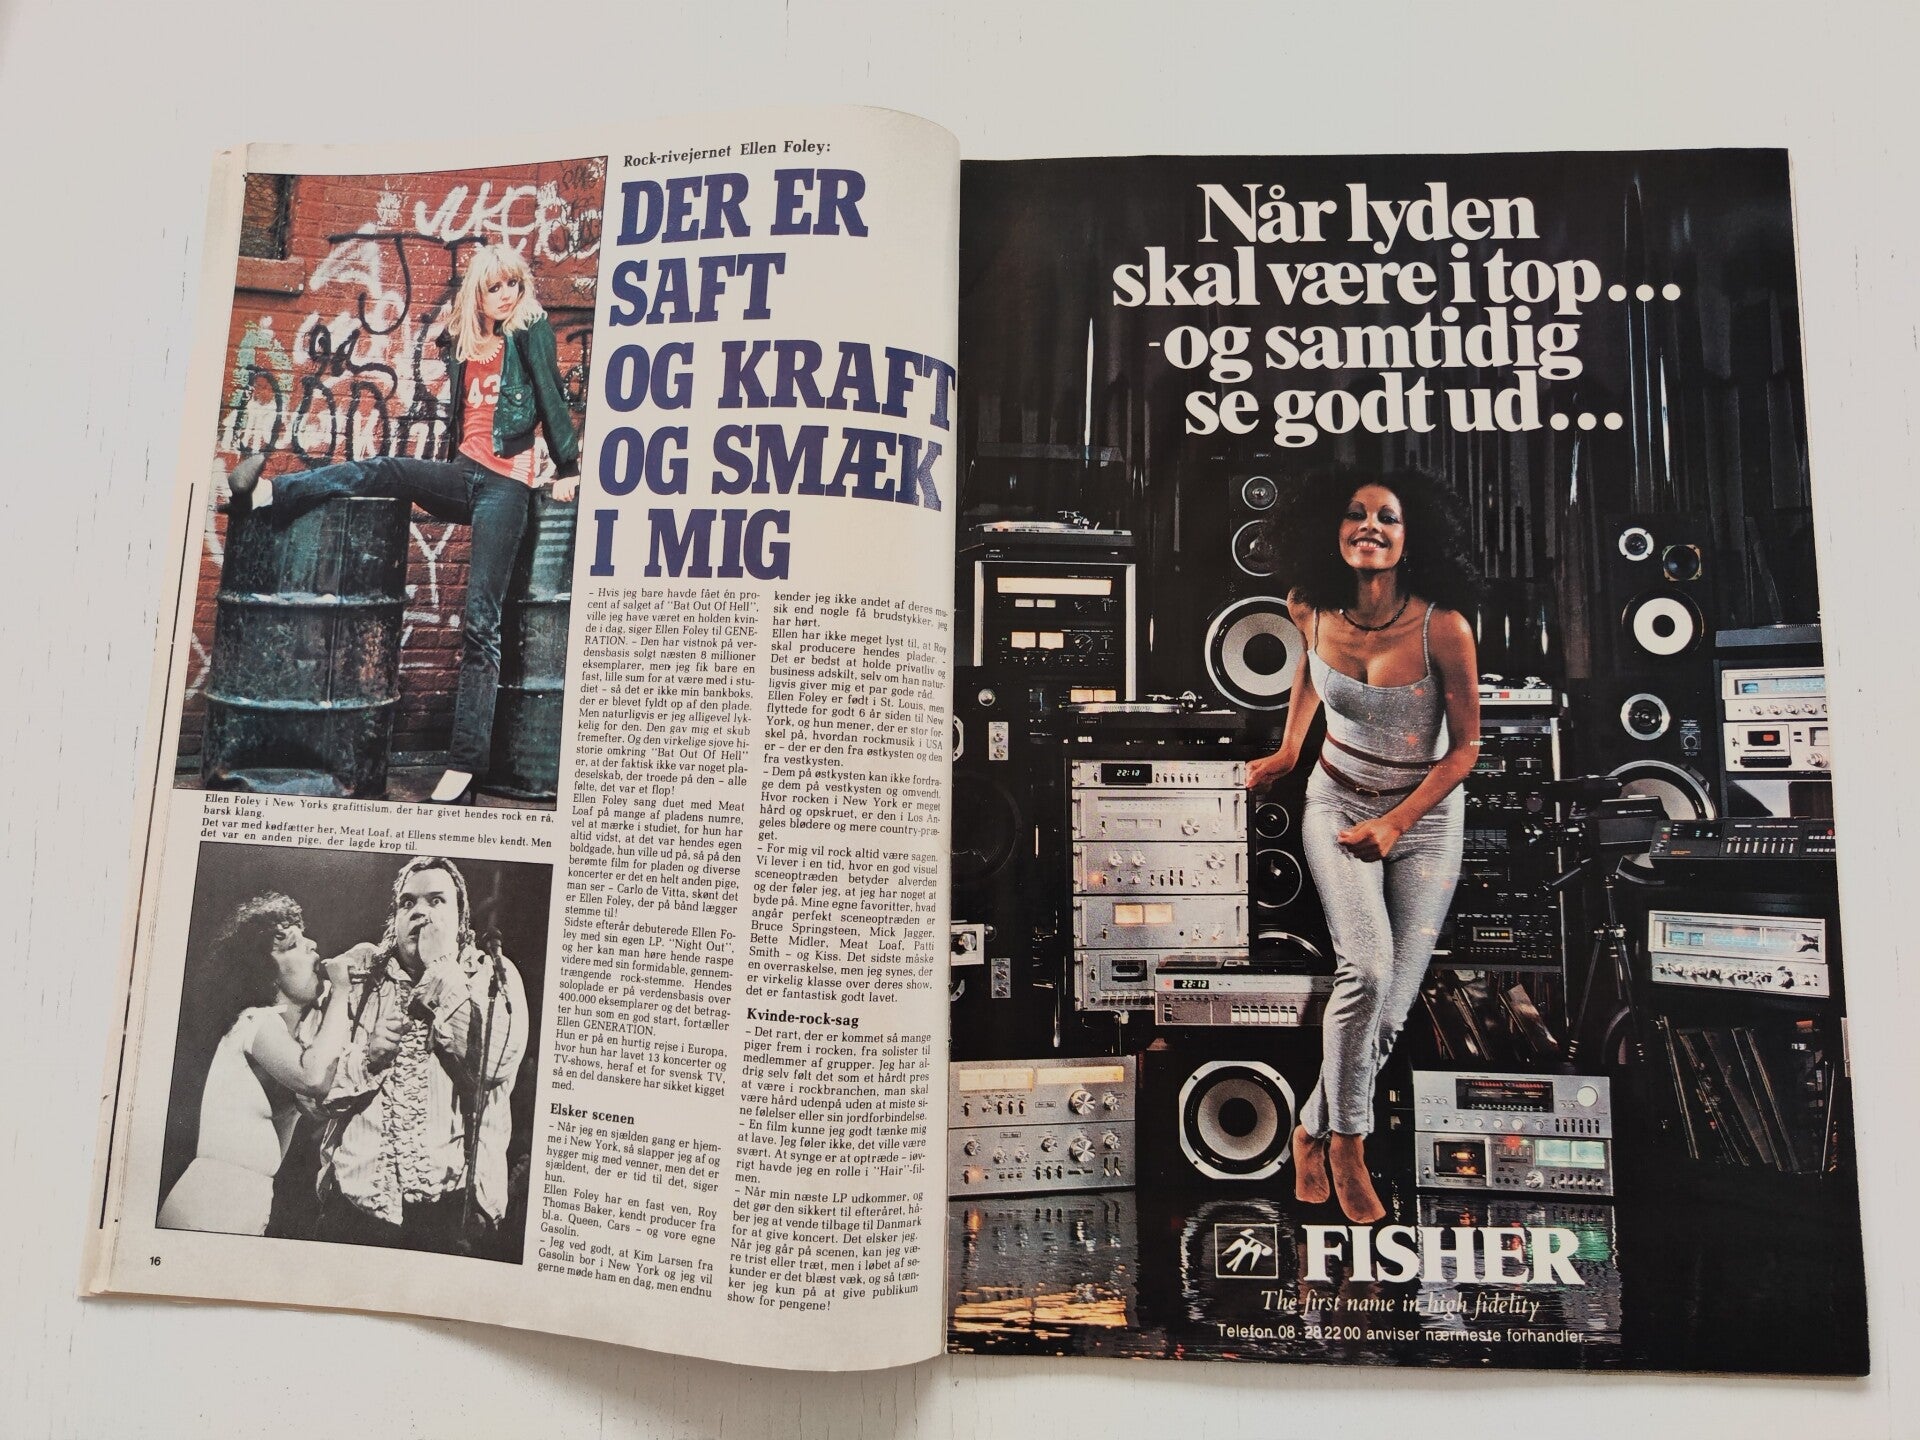 Rock-rivejernet Ellen Foley:
DER ER
SAFT
OG KRAFT
OG SMÆK
I MIG
Ellen Foley i New Yorks grafittislum, der har givet hendes rock en rå,
barsk klang.
Det var med kødfætter her, Meat Loaf, at Ellens stemme blev kendt. Men
det var en anden pige, der lagde krop til.
– Hvis jeg bare havde fået én pro-
cent af salget af "Bat Out Of Hell",
ville jeg have været en holden kvin-
de i dag, siger Ellen Foley til GENE-
RATION. – Den har vistnok på ver-
densbasis solgt næsten 8 millioner
eksemplarer, men jeg fik bare en
fast, lille sum for at være med i stu-
diet – så det er ikke min bankboks,
der er blevet fyldt op af den plade.
Men naturligvis er jeg alligevel lyk-
kelig for den. Den gav mig et skub
fremefter. Og den virkelige sjove hi-
storie omkring "Bat Out Of Hell"
er, at der faktisk ikke var noget pla-
deselskab, der troede på den – alle
følte, det var et flop!
Ellen Foley sang duet med Meat
Loaf på mange af pladens numre,
vel at mærke i studiet, for hun har
altid vidst, at det var hendes egen
boldgade, hun ville ud på, så på den
berømte film for pladen og diverse
koncerter er det en helt anden pige,
man ser – Carlo de Vitta, skønt det
er Ellen Foley, der på bånd lægger
stemme til!
Sidste efterår debuterede Ellen Fo-
ley med sin egen LP, "Night Out",
og her kan man høre hende raspe
videre med sin formidable, gennem-
trængende rock-stemme. Hendes
soloplade er på verdensbasis over
400.000 eksemplarer og det betrag-
ter hun som en god start, fortæller
Ellen GENERATION.
Hun er på en hurtig rejse i Europa,
hvor hun har lavet 13 koncerter og
TV-shows, heraf et for svensk TV,
så en del danskere har sikket kigget
med.
Elsker scenen
– Når jeg en sjælden gang er hjem-
me i New York, så slapper jeg af og
hygger mig med venner, men det er
sjældent, der er tid til det, siger
hun.
Ellen Foley har en fast ven, Roy
Thomas Baker, kendt producer fra
bl.a. Queen, Cars – og vore egne
Gasolin.
– Jeg ved godt, at Kim Larsen fra
Gasolin bor i New York og jeg vil
gerne møde ham en dag, men endnu
kender jeg ikke andet af deres mu-
sik end nogle få brudstykker, jeg
har hørt.
Ellen har ikke meget lyst til, at Roy
skal producere hendes plader. –
Det er bedst at holde privatliv og
business adskilt, selv om han natur-
ligvis giver mig et par gode råd.
Ellen Foley er født i St. Louis, men
flyttede for godt 6 år siden til New
York, og hun mener, der er stor for-
skel på, hvordan rockmusik i USA
er – der er den fra østkysten og den
fra vestkysten.
– Dem på østkysten kan ikke fordra-
ge dem på vestkysten og omvendt.
Hvor rocken i New York er meget
hård og opskruet, er den i Los An-
geles blødere og mere country-præ-
get.
– For mig vil rock altid være sagen.
Vi lever i en tid, hvor en god visuel
sceneoptræden betyder alverden
og der føler jeg, at jeg har noget at
byde på. Mine egne favoritter, hvad
angår perfekt sceneoptræden er
Bruce Springsteen, Mick Jagger,
Bette Midler, Meat Loaf, Patti
Smith – og Kiss. Det sidste måske
en overraskelse, men jeg synes, der
er virkelig klasse over deres show,
det er fantastisk godt lavet.
Kvinde-rock-sag
– Det rart, der er kommet så mange
piger frem i rocken, fra solister til
medlemmer af grupper. Jeg har al-
drig selv følt det som et hårdt pres
at være i rockbranchen, man skal
være hård udenpå uden at miste si-
ne følelser eller sin jordforbindelse.
– En film kunne jeg godt tænke mig
at lave. Jeg føler ikke, det ville være
svært. At synge er at optræde – iøv-
rigt havde jeg en rolle i "Hair"-fil-
men.
– Når min næste LP udkommer, og
det gør den sikkert til efteråret, hå-
ber jeg at vende tilbage til Danmark
for at give koncert. Det elsker jeg.
Når jeg går på scenen, kan jeg væ-
re trist eller træt, men i løbet af se-
kunder er det blæst væk, og så tæn-
ker jeg kun på at give publikum
show for pengene!
16
Når lyden
skal være i top...
-og samtidig
se godt ud...
FISHER
The first name in high fidelity
Telefon 08-28 22 00 anviser nærmeste forhandler.
43
22:13
22:13